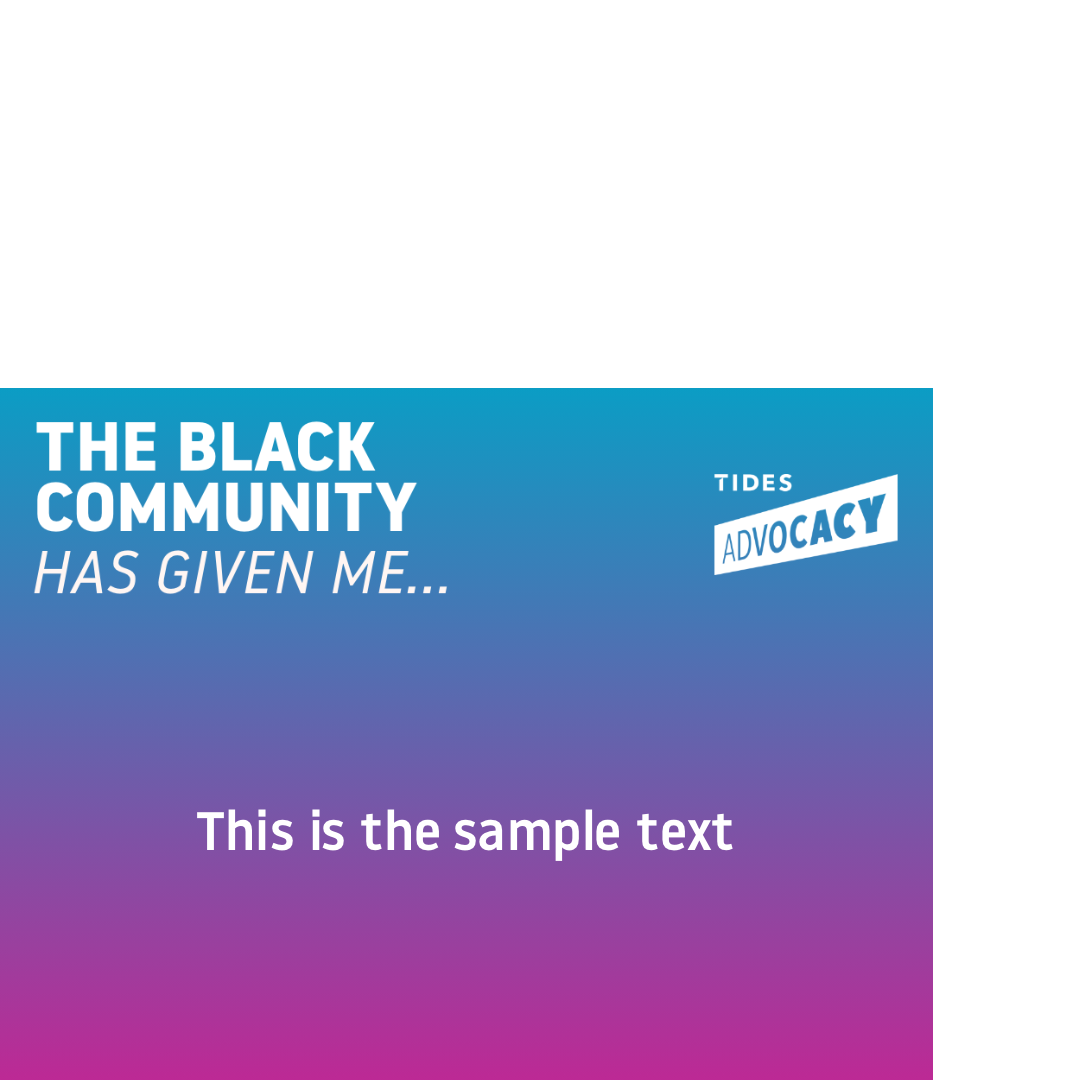 THE BLACK
COMMUNITY
HAS GIVEN ME...
TIDES
ADVOCACY
This is the sample text